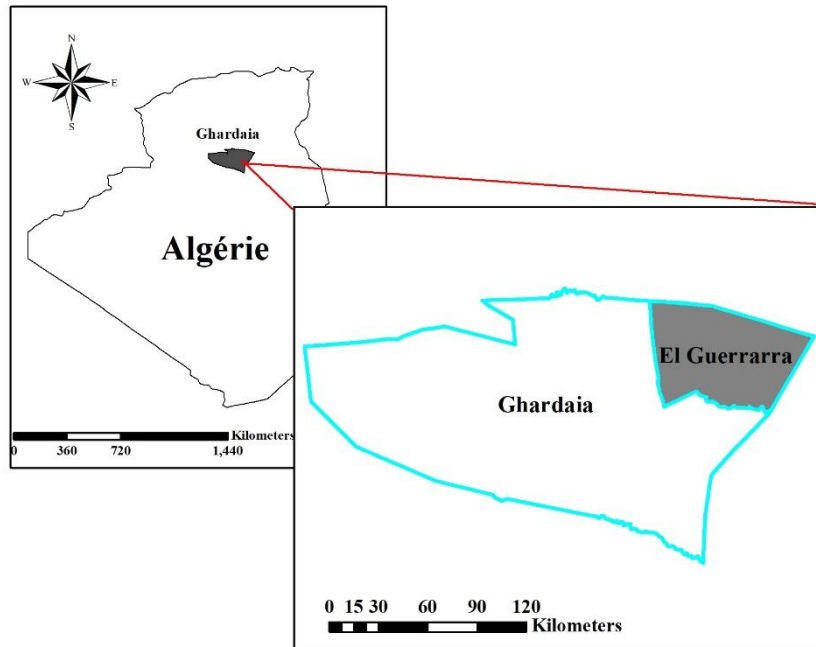 N
W E
S
Ghardaia
Algérie
Kilometers
0 360 720 1,440
El Guerrarra
Ghardaia
0 15 30 60 90 120
Kilometers